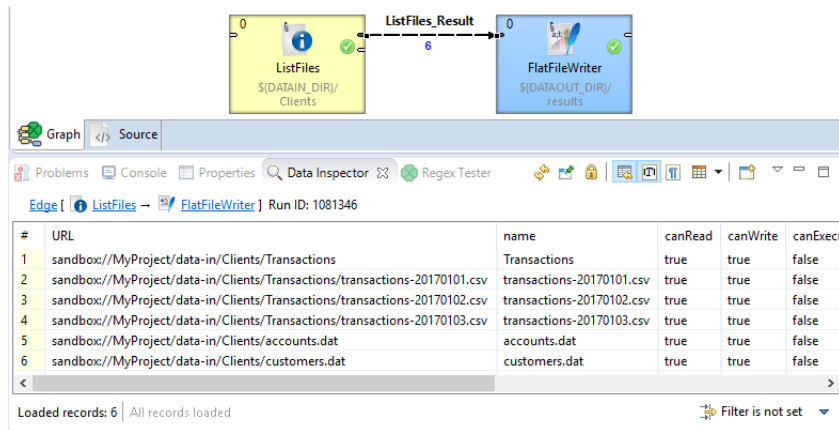 0 ListFiles_Result 0
6
ListFiles FlatFileWriter
${DATAIN_DIR}/ ${DATAOUT_DIR}/
Clients results
Graph </> Source
Problems Console Properties Data Inspector Regex Tester
Edge [ ListFiles → FlatFileWriter ] Run ID: 1081346
# URL name canRead canWrite canExecu
1 sandbox://MyProject/data-in/Clients/Transactions Transactions true true false
2 sandbox://MyProject/data-in/Clients/Transactions/transactions-20170101.csv transactions-20170101.csv true true false
3 sandbox://MyProject/data-in/Clients/Transactions/transactions-20170102.csv transactions-20170102.csv true true false
4 sandbox://MyProject/data-in/Clients/Transactions/transactions-20170103.csv transactions-20170103.csv true true false
5 sandbox://MyProject/data-in/Clients/accounts.dat accounts.dat true true false
6 sandbox://MyProject/data-in/Clients/customers.dat customers.dat true true false
Loaded records: 6 All records loaded Filter is not set